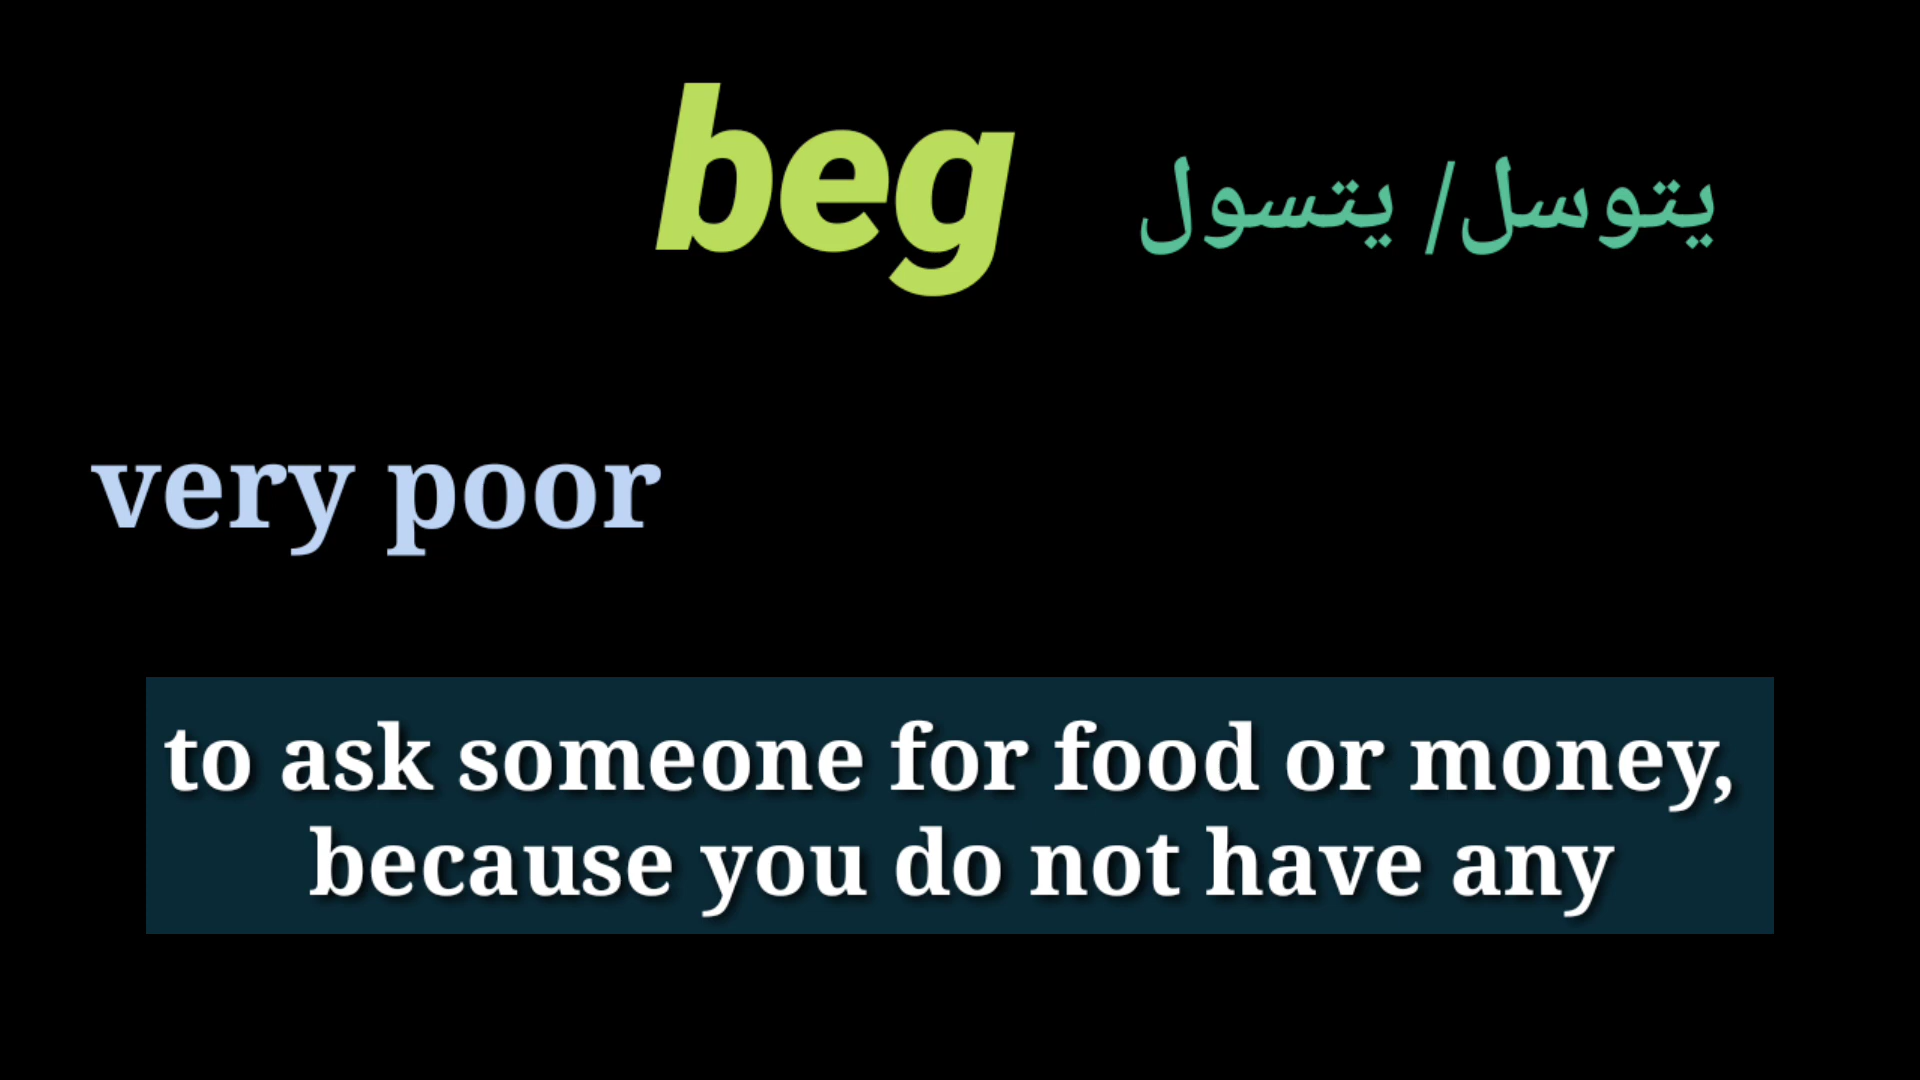 beg يتوسل/ يتسول
very poor
to ask someone for food or money,
because you do not have any